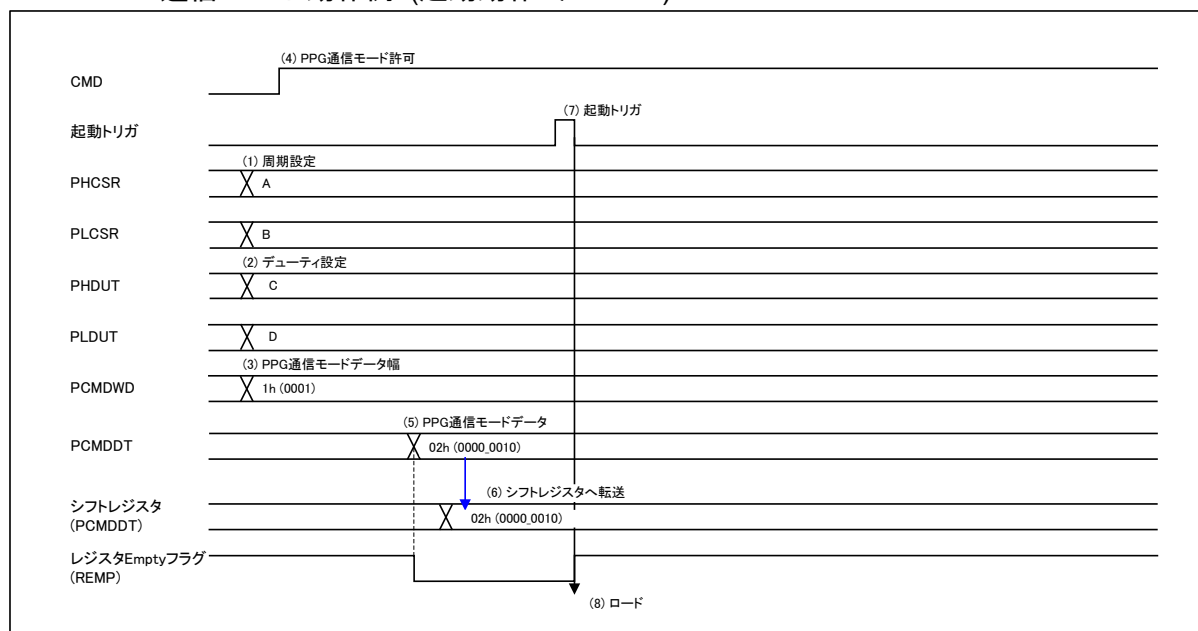 (4) PPG通信モード許可
CMD
(7) 起動トリガ
起動トリガ
(1) 周期設定
PHCSR
A
PLCSR
B
(2) デューティ設定
PHDUT
C
PLDUT
D
(3) PPG通信モードデータ幅
PCMDWD
1h (0001)
(5) PPG通信モードデータ
PCMDDT
02h (0000_0010)
(6) シフトレジスタへ転送
シフトレジスタ
(PCMDDT)
02h (0000_0010)
レジスタEmptyフラグ
(REMP)
(8) ロード